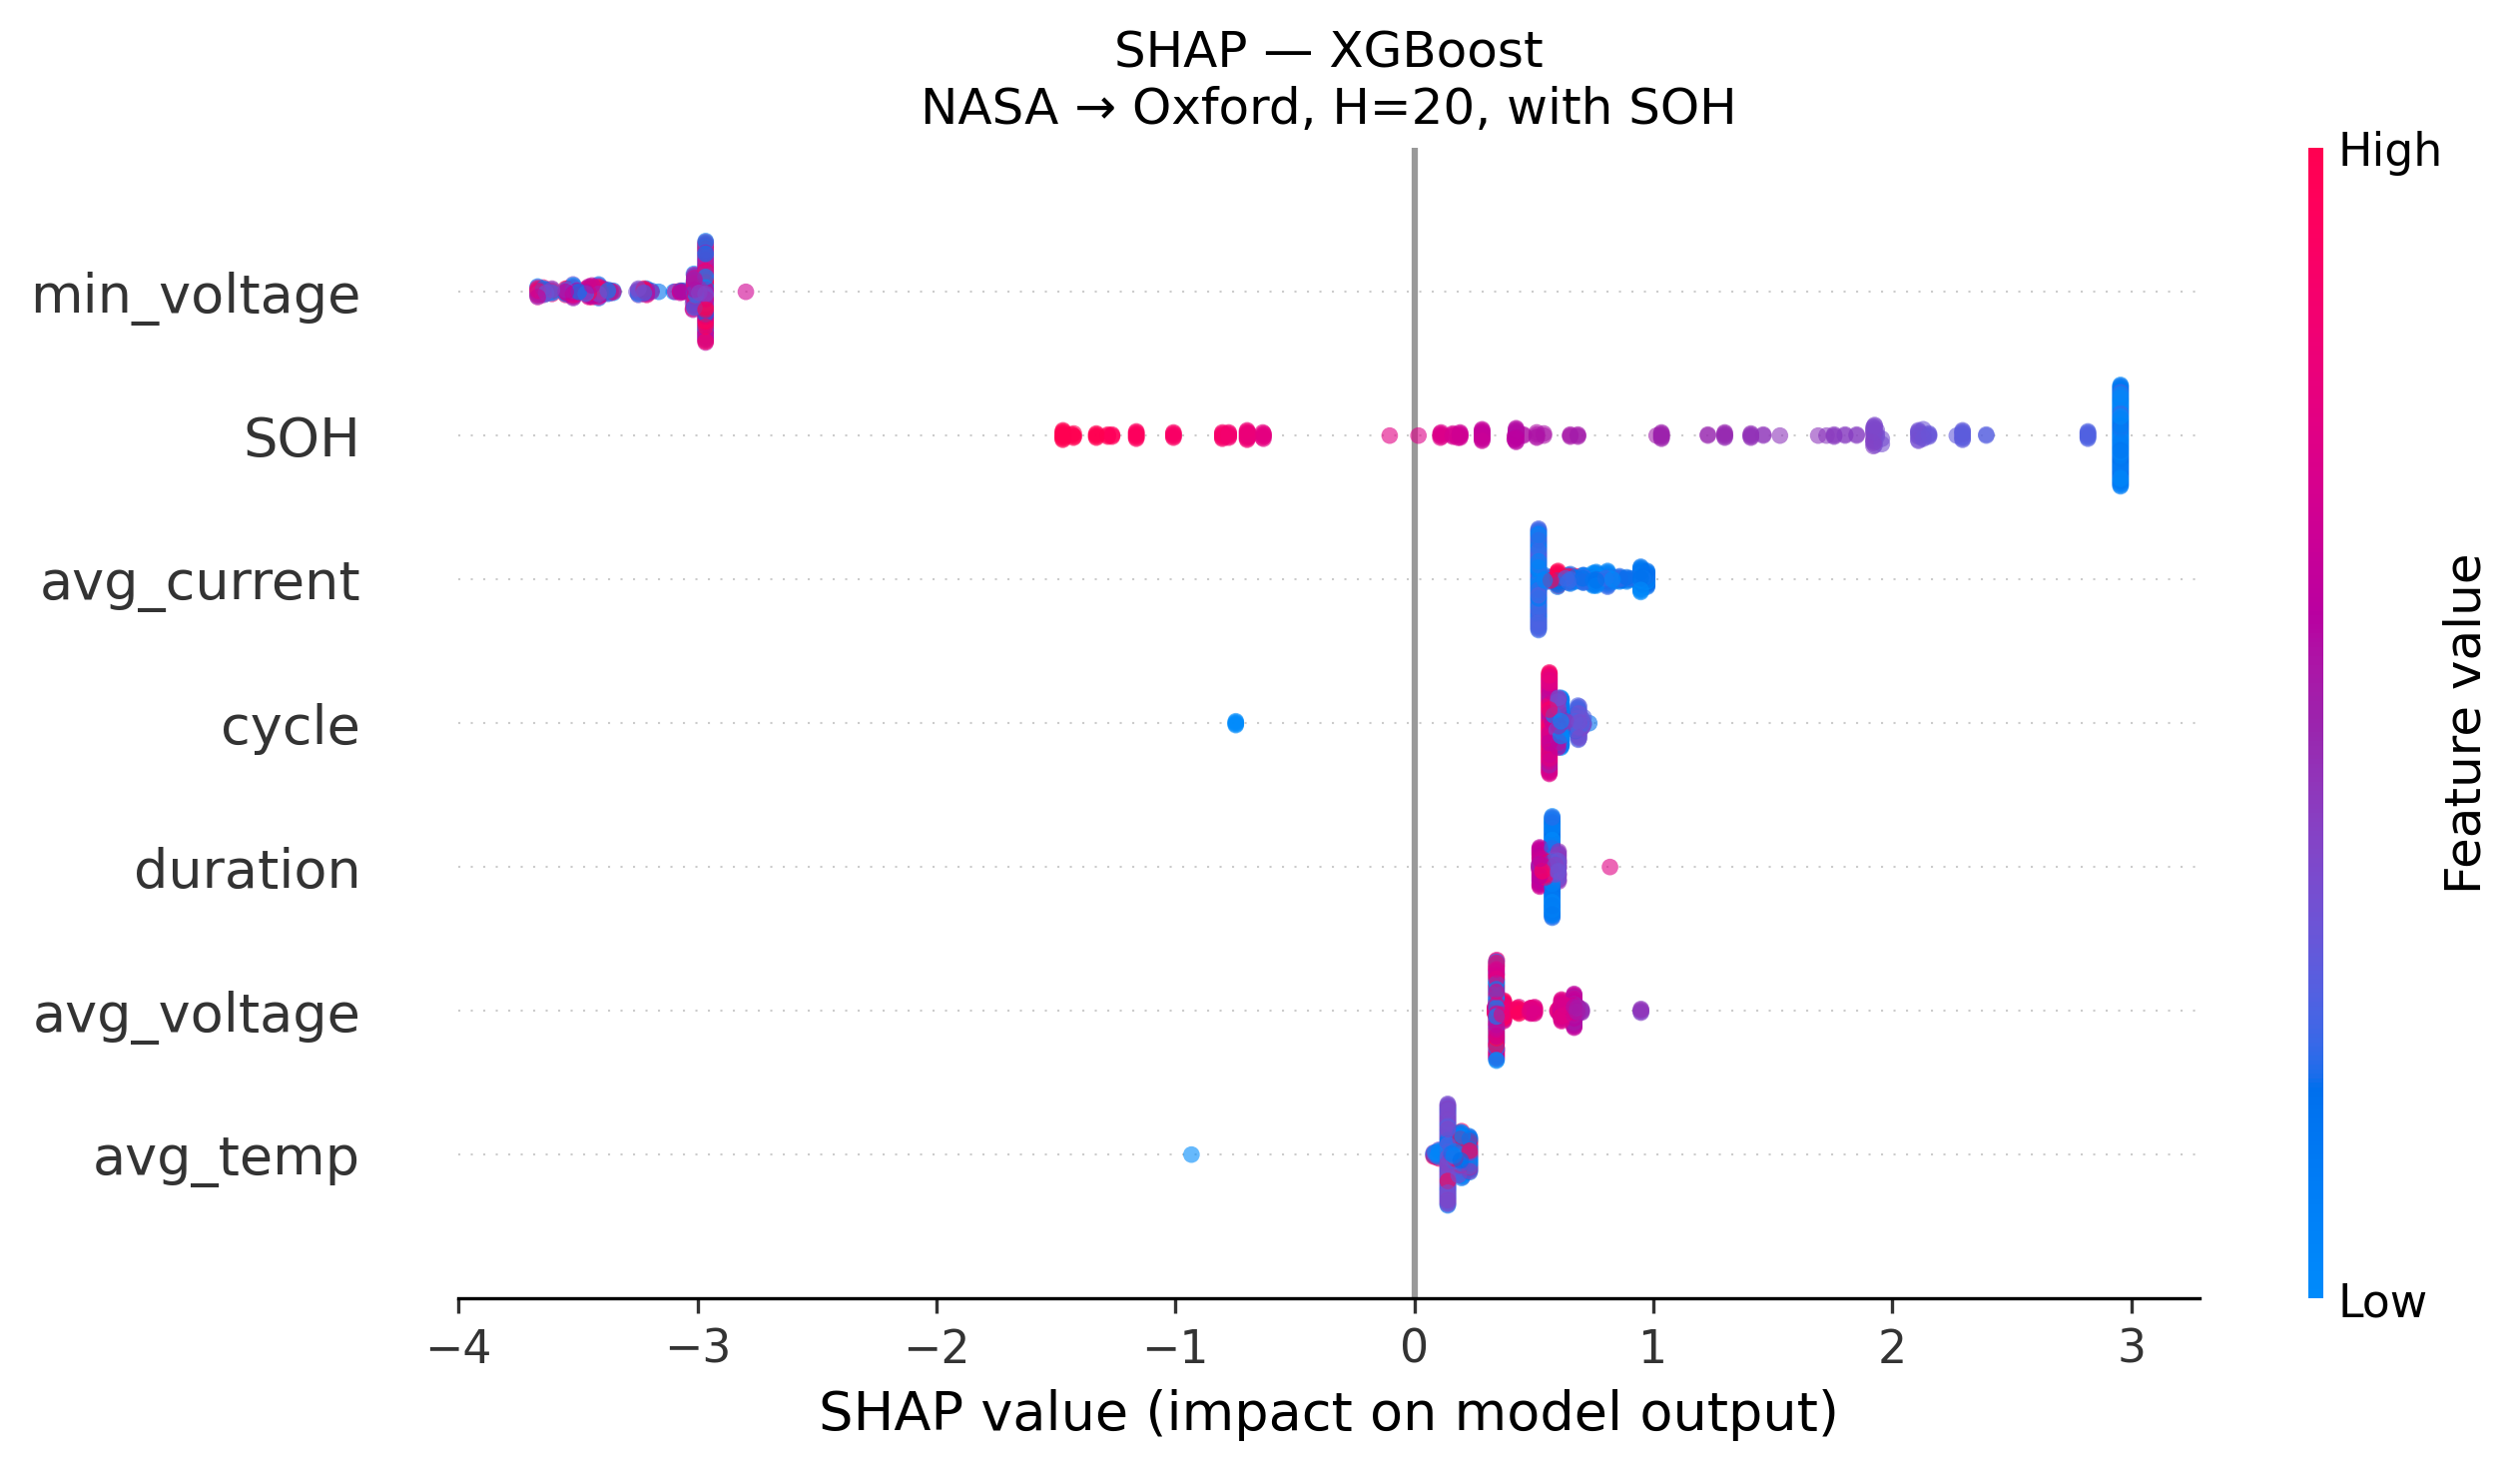 SHAP — XGBoost
NASA → Oxford, H=20, with SOH
High
min_voltage
SOH
avg_current
cycle
duration
avg_voltage
avg_temp
Feature value
Low
−4 −3 −2 −1 0 1 2 3
SHAP value (impact on model output)